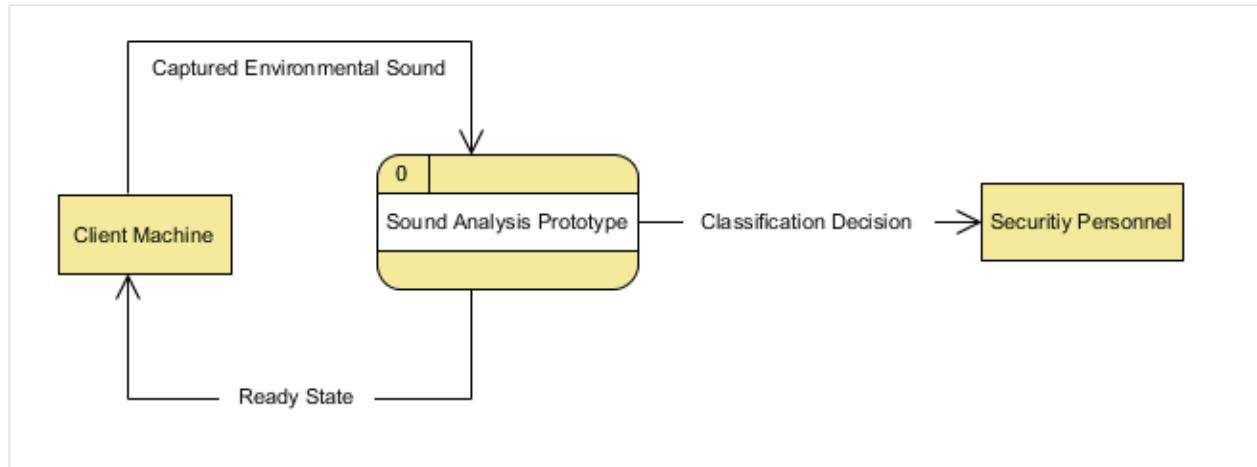 Captured Environmental Sound
0
Client Machine
Sound Analysis Prototype
Classification Decision
Securitiy Personnel
Ready State